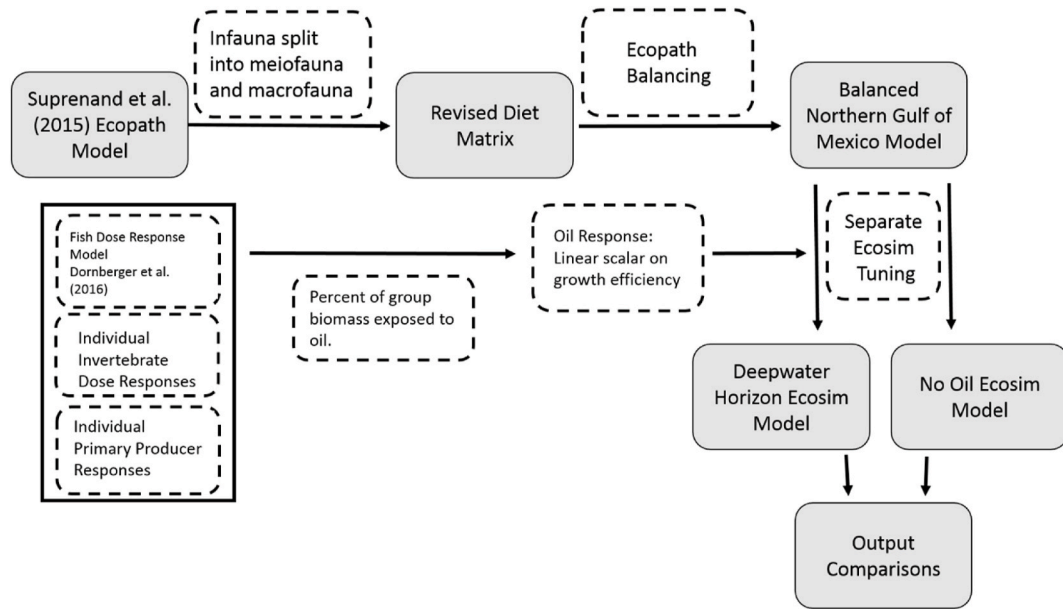 Suprenand et al.
(2015) Ecopath
Model
Infauna split
into meiofauna
and macrofauna
Revised Diet
Matrix
Ecopath
Balancing
Balanced
Northern Gulf of
Mexico Model
Fish Dose Response
Model
Dornberger et al.
(2016)
Individual
Invertebrate
Dose Responses
Individual
Primary Producer
Responses
Percent of group
biomass exposed to
oil.
Oil Response:
Linear scalar on
growth efficiency
Separate
Ecosim
Tuning
Deepwater
Horizon Ecosim
Model
No Oil Ecosim
Model
Output
Comparisons